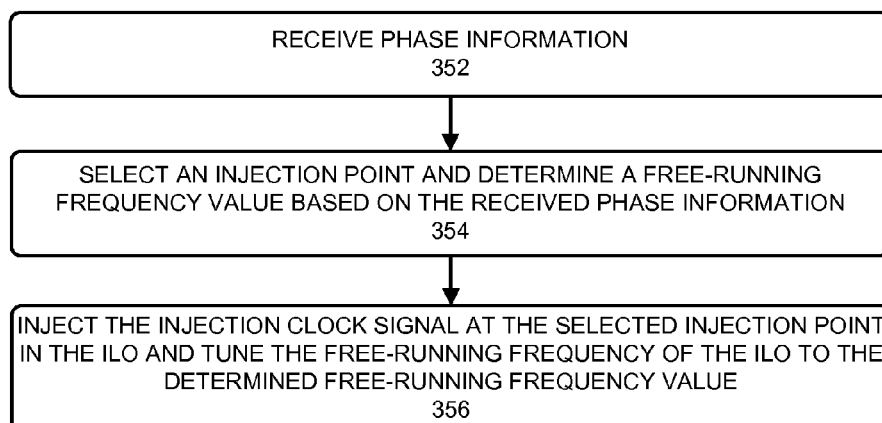 RECEIVE PHASE INFORMATION
352
SELECT AN INJECTION POINT AND DETERMINE A FREE-RUNNING
FREQUENCY VALUE BASED ON THE RECEIVED PHASE INFORMATION
354
INJECT THE INJECTION CLOCK SIGNAL AT THE SELECTED INJECTION POINT
IN THE ILO AND TUNE THE FREE-RUNNING FREQUENCY OF THE ILO TO THE
DETERMINED FREE-RUNNING FREQUENCY VALUE
356